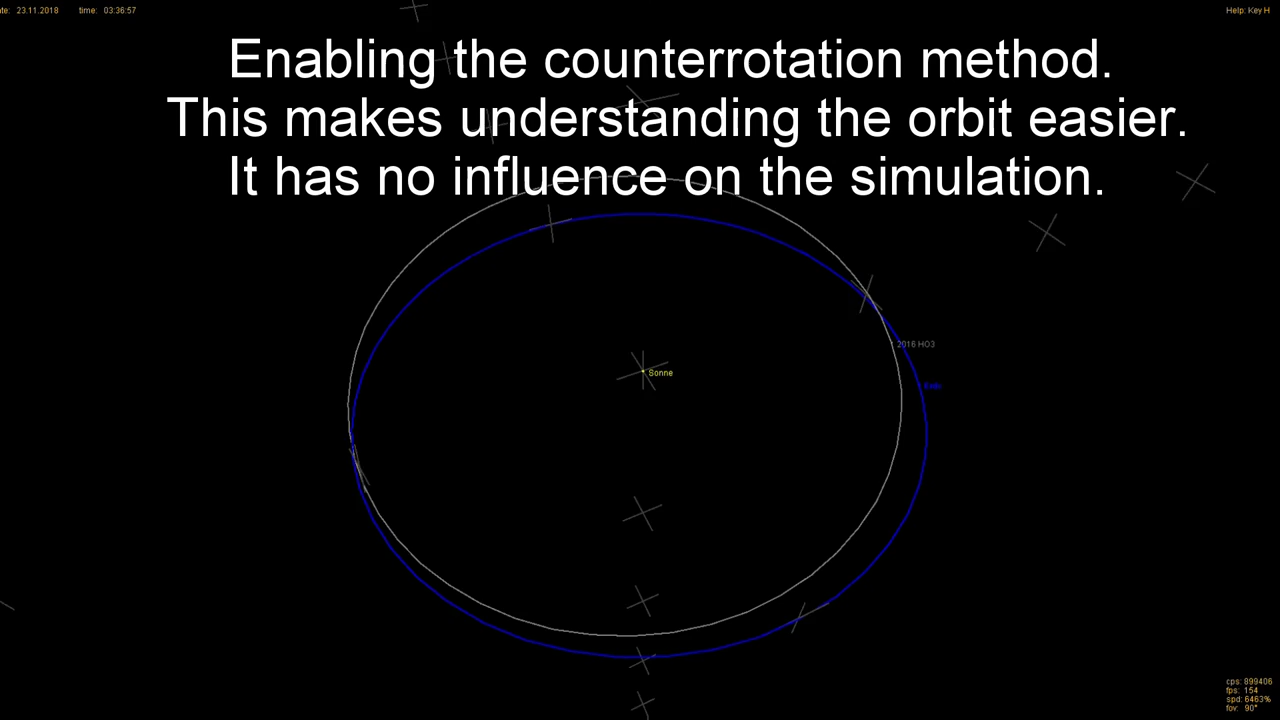 ate: 23.11.2018 time: 03:36:57
Help: Key H
Enabling the counterrotation method.
This makes understanding the orbit easier.
It has no influence on the simulation.
2016 HO3
Sonne
cps: 899406
fps: 154
spd: 6463%
fov: 90°